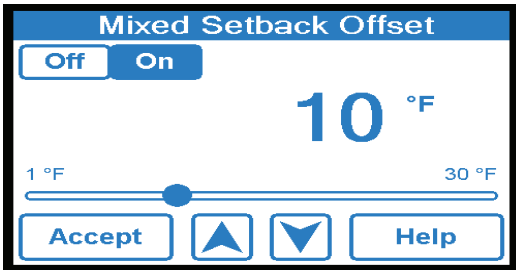 Mixed Setback Offset
Off On
10 °F
1 °F 30 °F
Accept Help